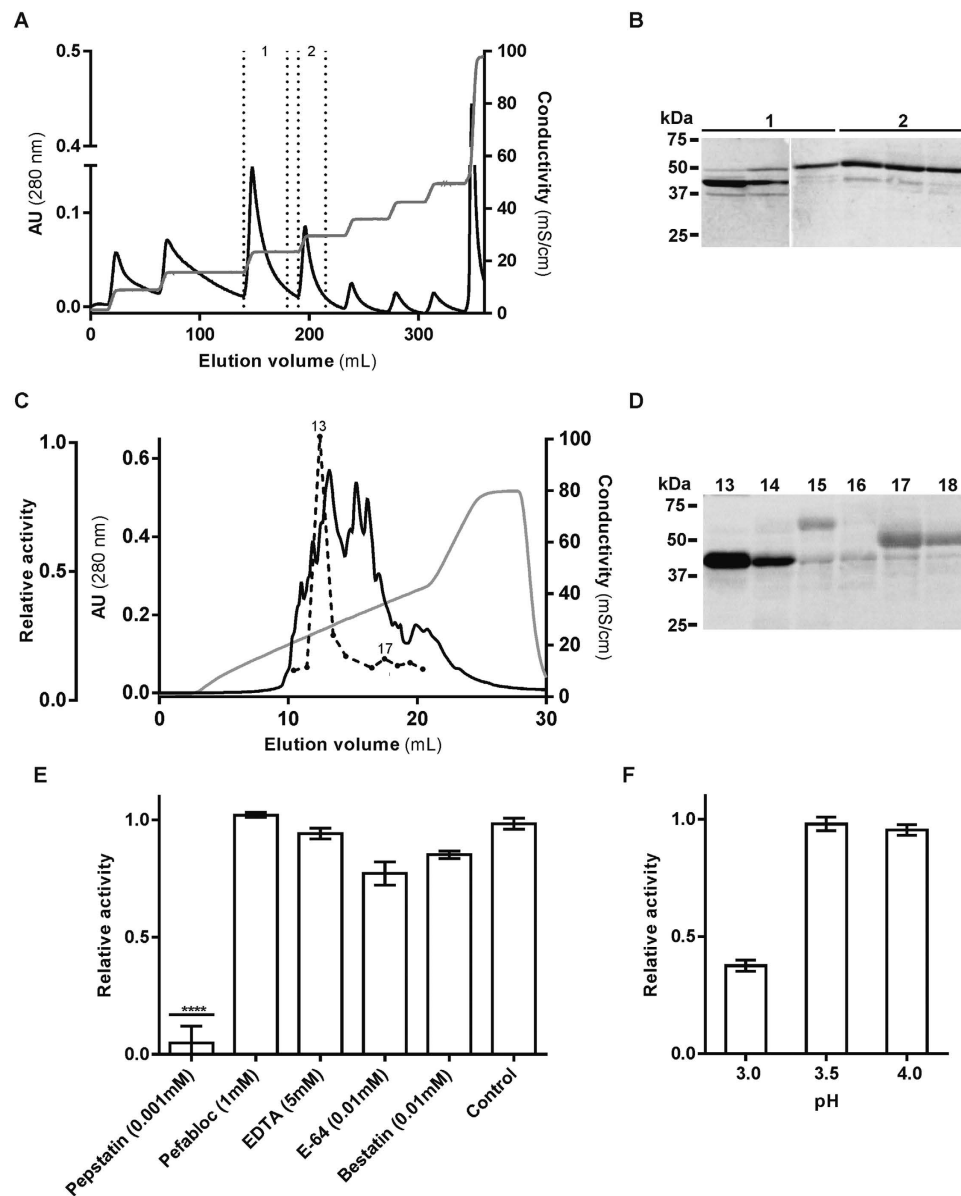 A
1 2
0.5
0.4
0.1
0.0
AU (280 nm)
0 100 200 300
Elution volume (mL)
100
80
60
40
20
0
Conductivity (mS/cm)
B
kDa 1 2
75
50
37
25
C
Relative activity
1.0
0.5
0.0
AU (280 nm)
0.6
0.4
0.2
0.0
13
17
0 10 20 30
Elution volume (mL)
100
80
60
40
20
0
Conductivity (mS/cm)
D
kDa 13 14 15 16 17 18
75
50
37
25
E
Relative activity
1.0
0.5
0.0
****
Pepstatin (0.001mM)
Pefabloc (1mM)
EDTA (5mM)
E-64 (0.01mM)
Bestatin (0.01mM)
Control
F
Relative activity
1.0
0.5
0.0
3.0 3.5 4.0
pH